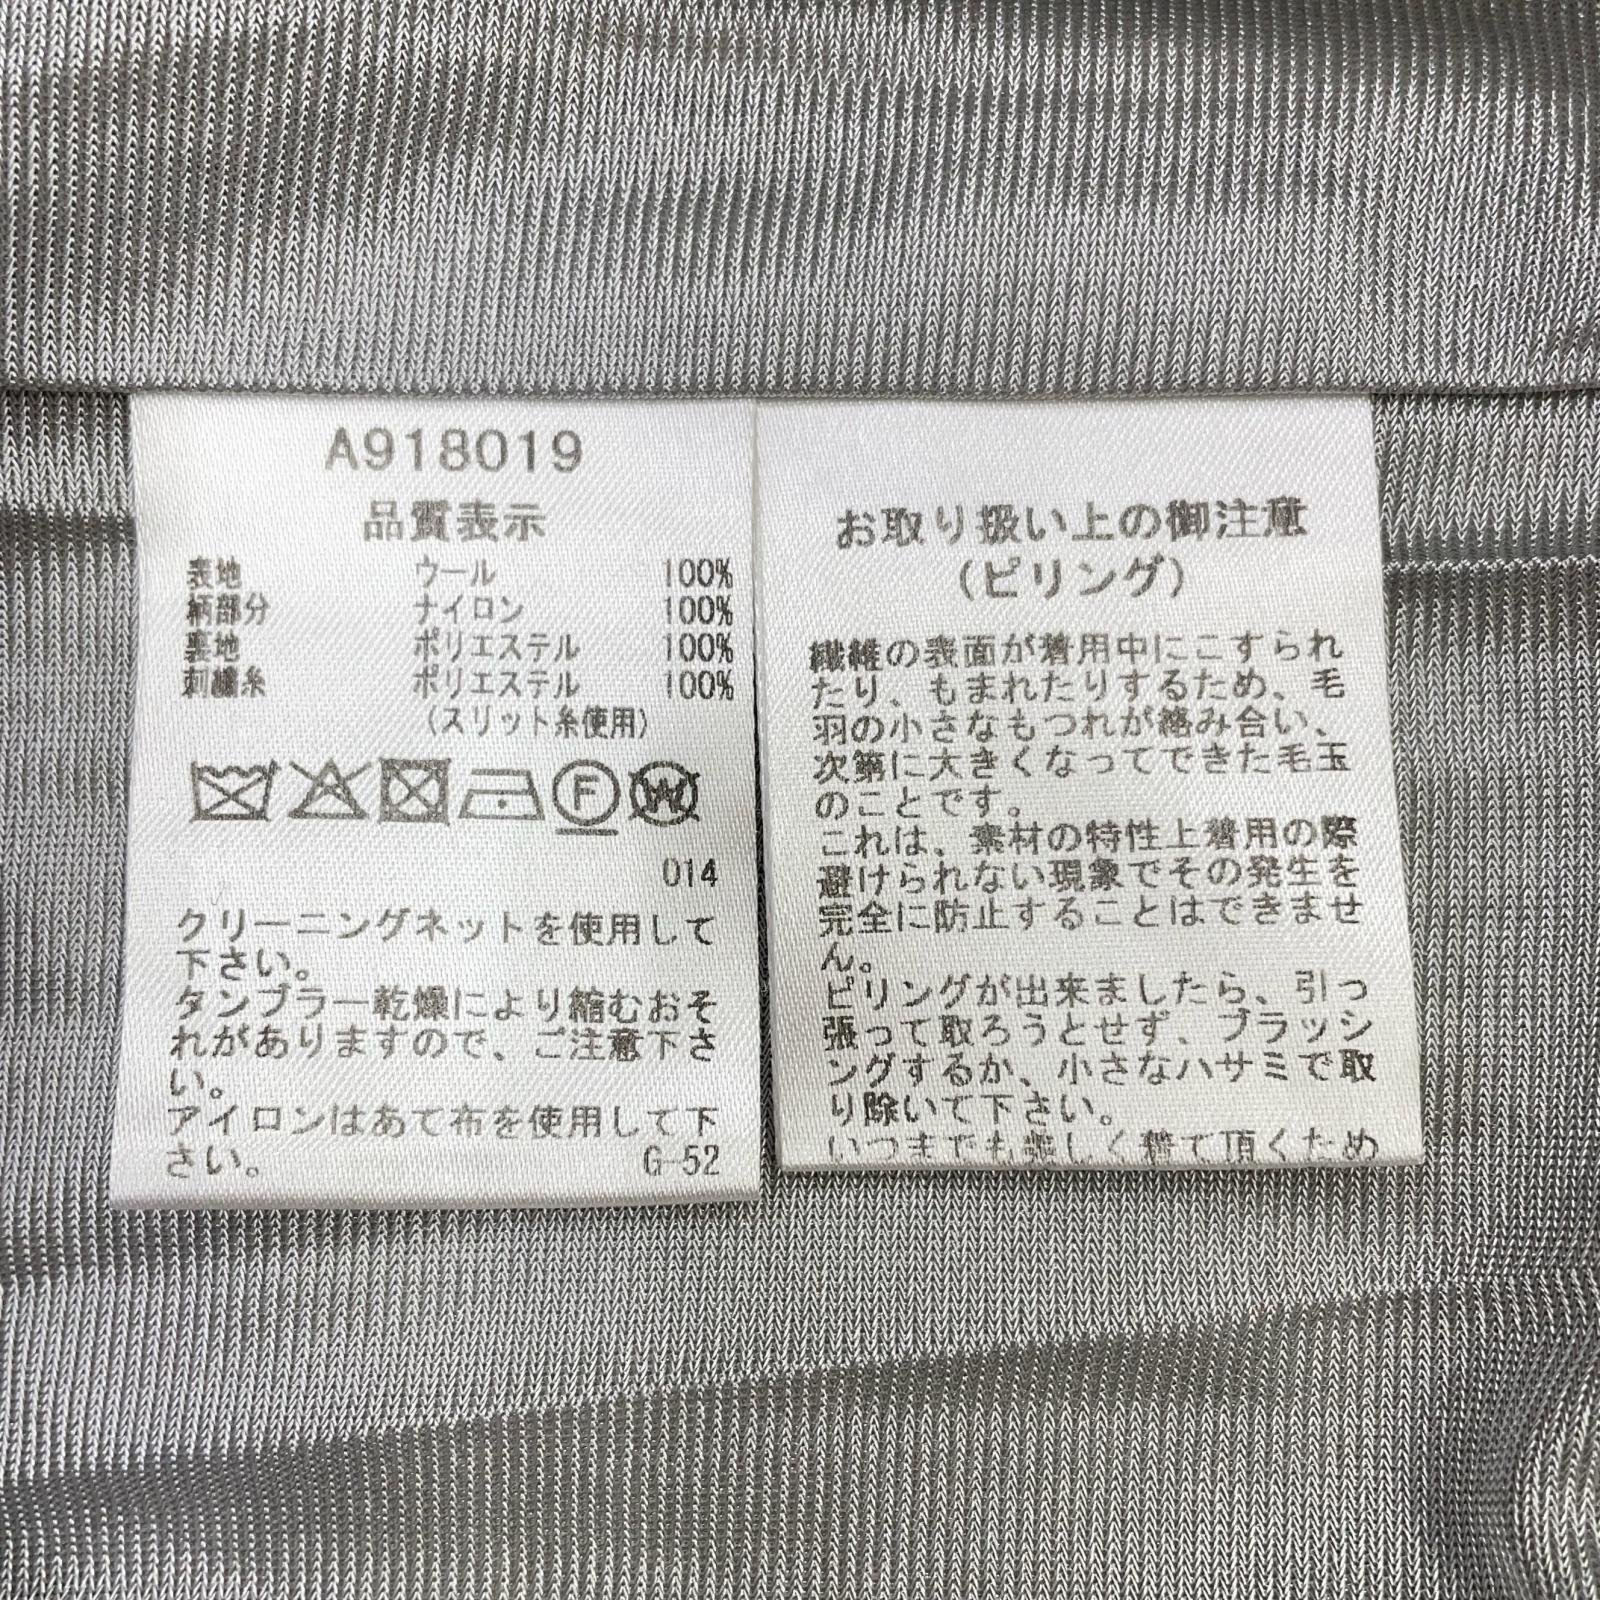 A918019
品質表示
表地 ウール 100%
柄部分 ナイロン 100%
裏地 ポリエステル 100%
刺繍糸 ポリエステル 100%
(スリット糸使用)
F W
014
クリーニングネットを使用して
下さい。
タンブラー乾燥により縮むおそ
れがありますので、ご注意下さ
い。
アイロンはあて布を使用して下
さい。
G-52
お取り扱い上の御注意
(ピリング)
繊維の表面が着用中にこすられ
たり、もまれたりするため、毛
羽の小さなもつれが絡み合い、
次第に大きくなってできた毛玉
のことです。
これは、素材の特性上着用の際
避けられない現象でその発生を
完全に防止することはできませ
ん。
ピリングが出来ましたら、引っ
張って取ろうとせず、ブラッシ
ングするか、小さなハサミで取
り除いて下さい。
いつまでも美しく着て頂くため